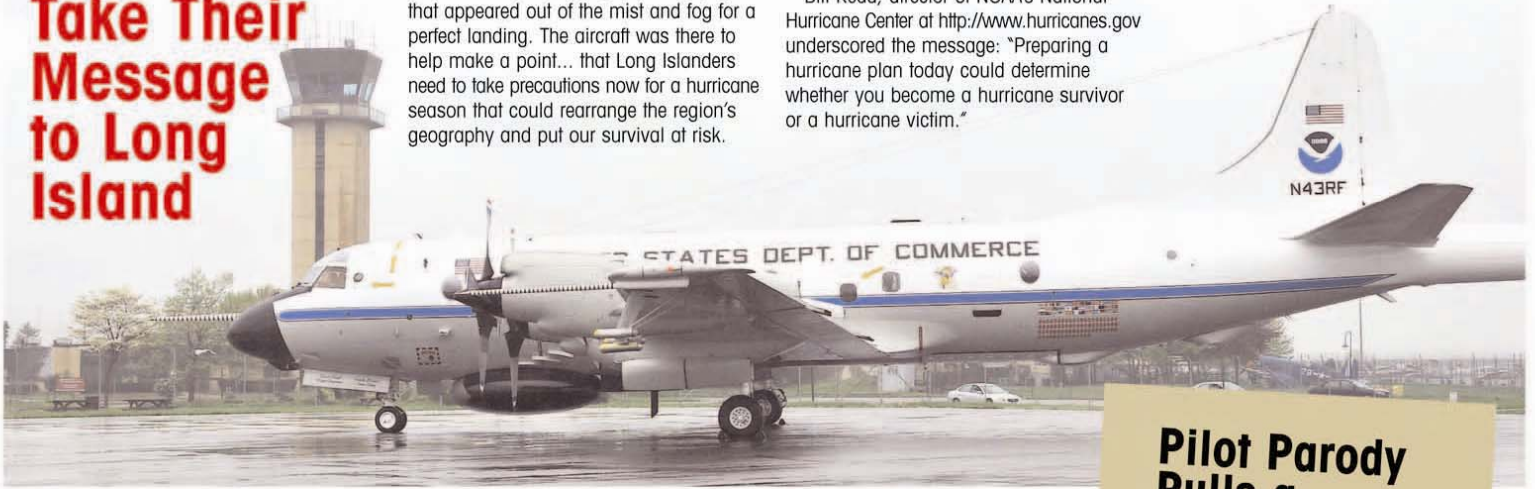 Take Their
Message
to Long
Island
that appeared out of the mist and fog for a
perfect landing. The aircraft was there to
help make a point... that Long Islanders
need to take precautions now for a hurricane
season that could rearrange the region's
geography and put our survival at risk.
Hurricane Center at http://www.hurricanes.gov
underscored the message: "Preparing a
hurricane plan today could determine
whether you become a hurricane survivor
or a hurricane victim."
N43RF
STATES DEPT. OF COMMERCE
Pilot Parody